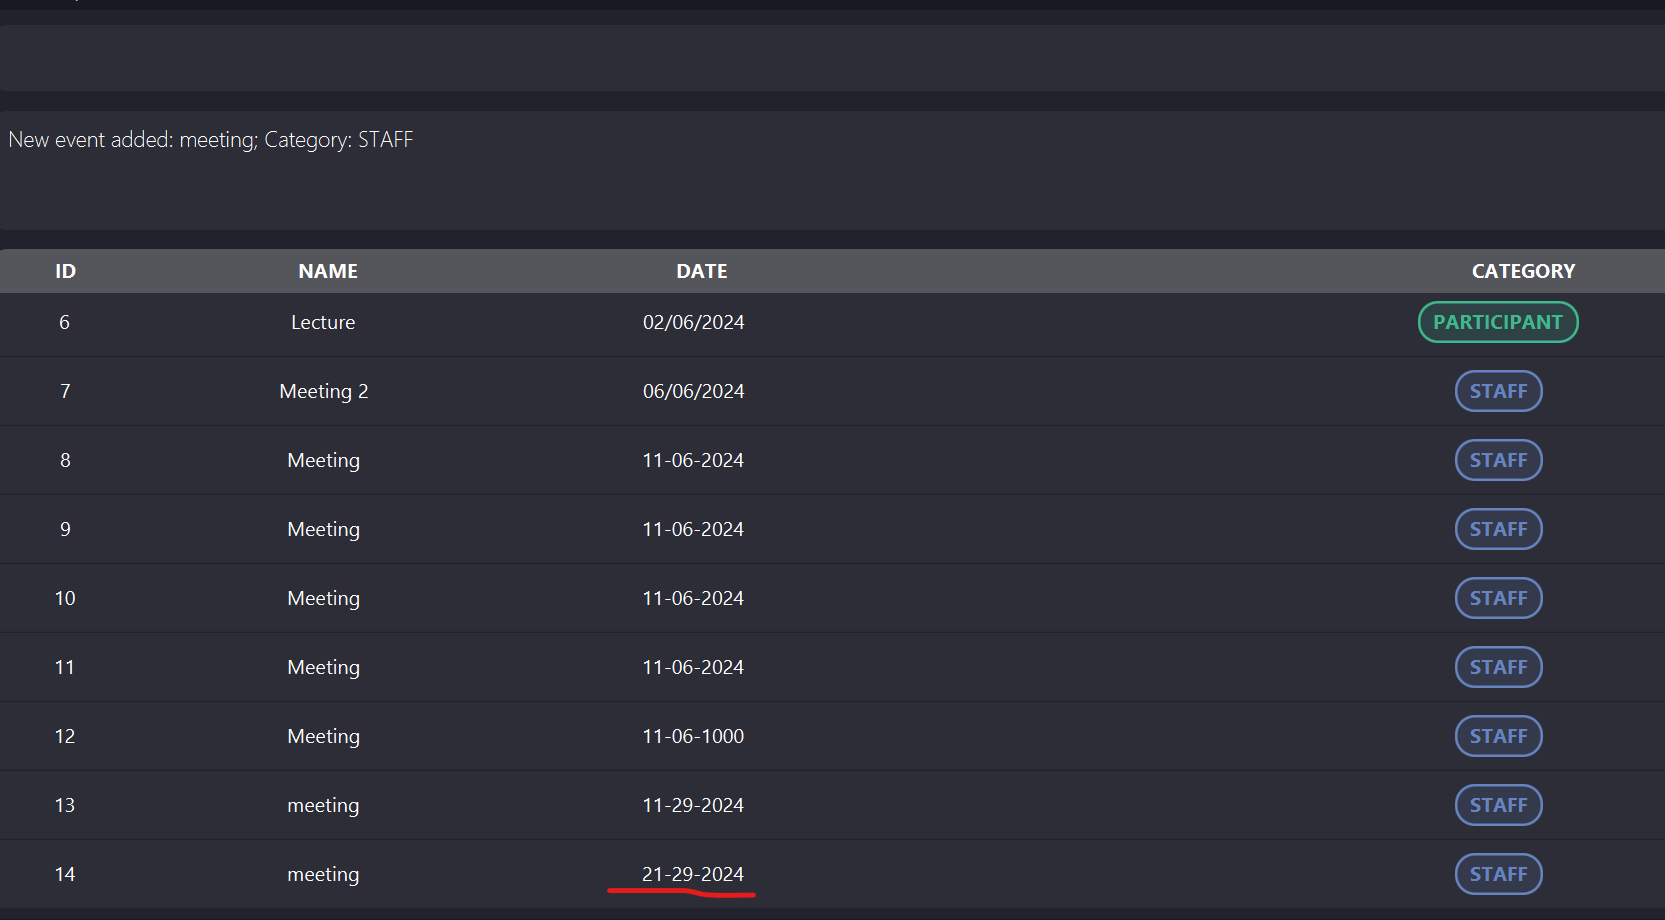 New event added: meeting; Category: STAFF
ID NAME DATE CATEGORY
6 Lecture 02/06/2024 PARTICIPANT
7 Meeting 2 06/06/2024 STAFF
8 Meeting 11-06-2024 STAFF
9 Meeting 11-06-2024 STAFF
10 Meeting 11-06-2024 STAFF
11 Meeting 11-06-2024 STAFF
12 Meeting 11-06-1000 STAFF
13 meeting 11-29-2024 STAFF
14 meeting 21-29-2024 STAFF